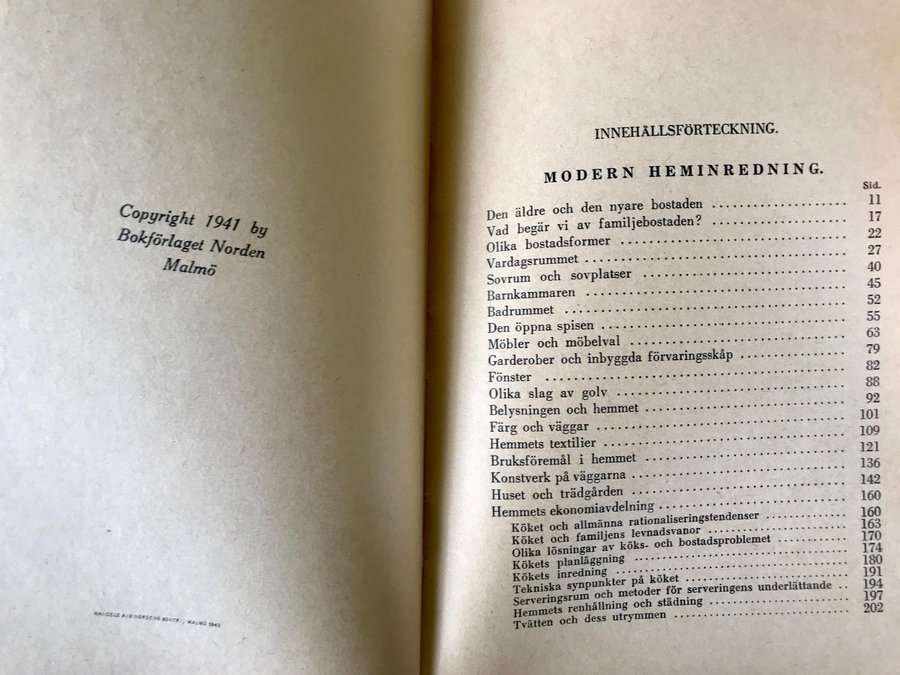 Copyright 1941 by
Bokförlaget Norden
Malmö
NORDENS BOKTR., MALMÖ
INNEHÅLLSFÖRTECKNING.
MODERN HEMINREDNING.
Sid.
Den äldre och den nyare bostaden 11
Vad begär vi av familjebostaden? 17
Olika bostadsformer 22
Vardagsrummet 27
Sovrum och sovplatser 40
Barnkammaren 45
Badrummet 52
Den öppna spisen 55
Möbler och möbelval 63
Garderober och inbyggda förvaringsskåp 79
Fönster 82
Olika slag av golv 88
Belysningen och hemmet 92
Färg och väggar 101
Hemmets textilier 109
Bruksföremål i hemmet 121
Konstverk på väggarna 136
Huset och trädgården 142
Hemmets ekonomiavdelning 160
Köket och allmänna rationaliseringstendenser 160
Köket och familjens levnadsvanor 163
Olika lösningar av köks- och bostadsproblemet 170
Kökets planläggning 174
Kökets inredning 180
Tekniska synpunkter på köket 191
Serveringsrum och metoder för serveringens underlättande 194
Hemmets renhållning och städning 197
Tvätten och dess utrymmen 202